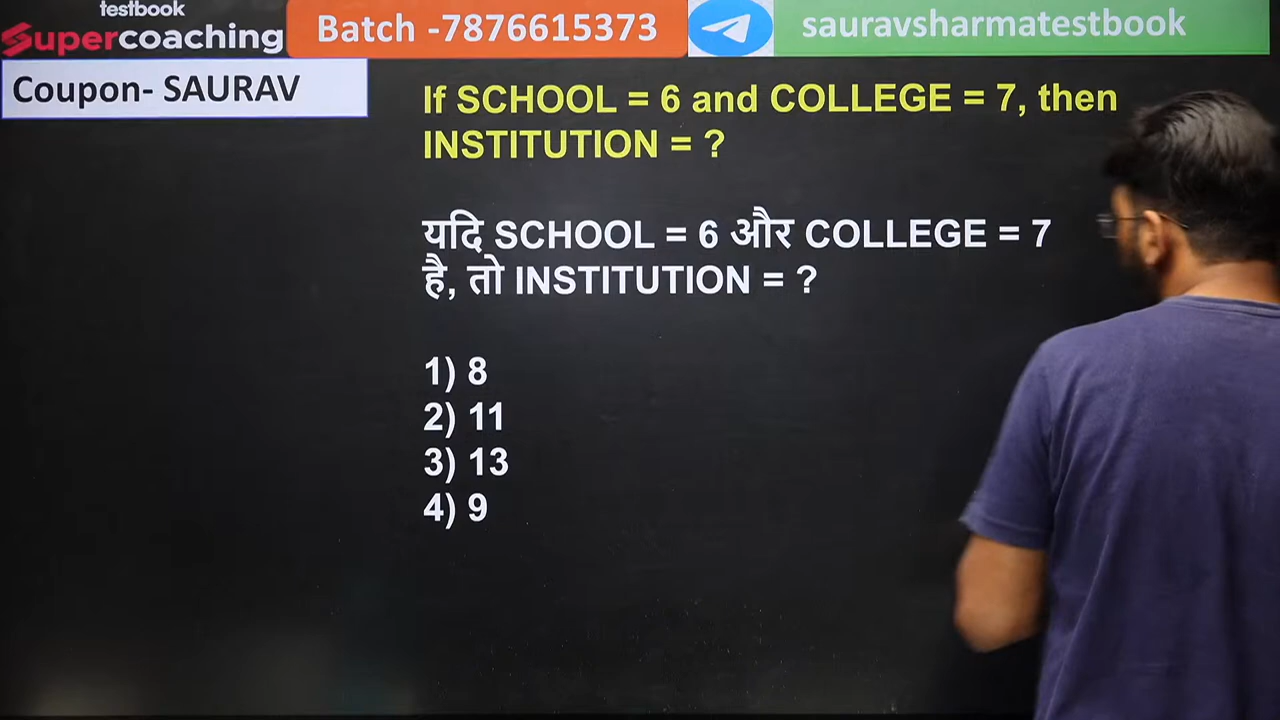 testbook
Supercoaching
Batch -7876615373
sauravsharmatestbook
Coupon- SAURAV
If SCHOOL = 6 and COLLEGE = 7, then
INSTITUTION = ?
यदि SCHOOL = 6 और COLLEGE = 7
है, तो INSTITUTION = ?
1) 8
2) 11
3) 13
4) 9